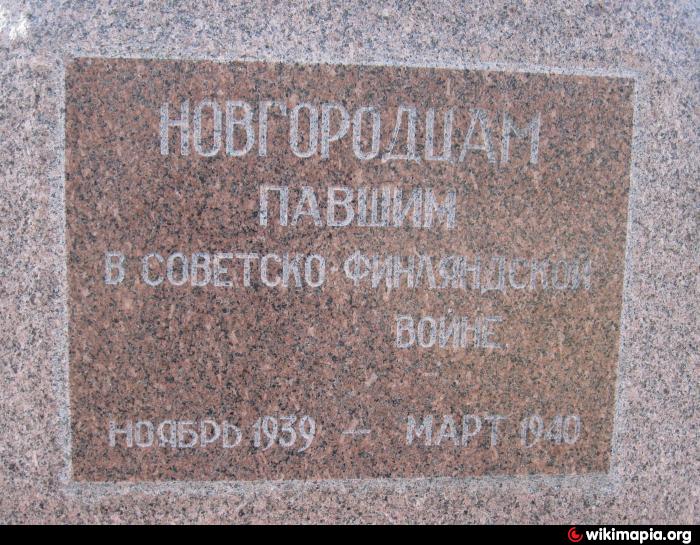 НОВГОРОДЦАМ
ПАВШИМ
В СОВЕТСКО-ФИНЛЯНДСКОЙ
ВОЙНЕ
НОЯБРЬ 1939 — МАРТ 1940
wikimapia.org